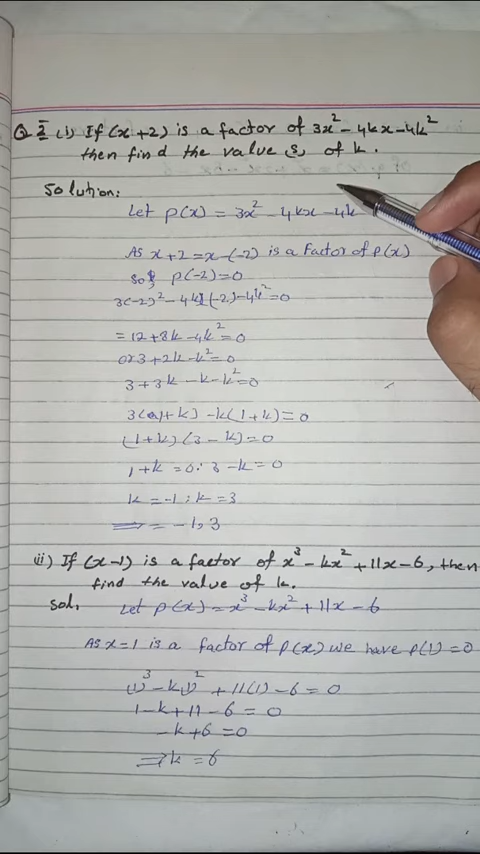 Q 2 (i) If (x+2) is a factor of 3x² - 4kx - 4k²
then find the value(s) of k.
Solution:
Let p(x) = 3x² - 4kx - 4k
As x+2 = x-(-2) is a Factor of p(x)
so p(-2) = 0
3(-2)² - 4k(-2) - 4k² = 0
= 12 + 8k - 4k² = 0
or 3 + 2k - k² = 0
3 + 3k - k - k² = 0
3(1+k) - k(1+k) = 0
(1+k) (3-k) = 0
1+k = 0; 3-k = 0
k = -1; k = 3
⟹ = -1, 3
ii) If (x-1) is a factor of x³ - kx² + 11x - 6, then
find the value of k.
Sol,
Let p(x) = x³ - kx² + 11x - 6
As x=1 is a factor of p(x) we have p(1) = 0
(1)³ - k(1)² + 11(1) - 6 = 0
1 - k + 11 - 6 = 0
-k + 6 = 0
⟹ k = 6